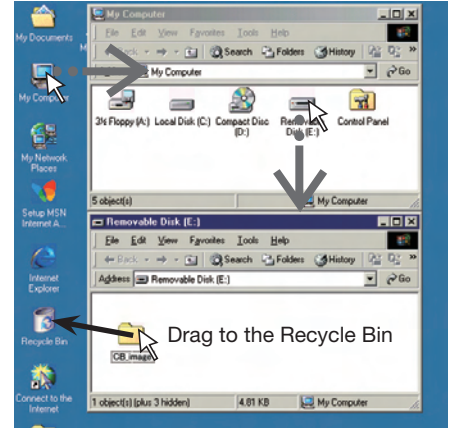 My Documents
My Computer
My Network
Places
Setup MSN
Internet A...
Internet
Explorer
Recycle Bin
Connect to the
Internet
My Computer
File Edit View Favorites Tools Help
Back Search Folders History
My Computer Go
3½ Floppy (A:) Local Disk (C:) Compact Disc
(D:) Removable
Disk (E:) Control Panel
5 object(s) My Computer
Removable Disk (E:)
File Edit View Favorites Tools Help
Back Search Folders History
Address Removable Disk (E:) Go
Drag to the Recycle Bin
CB_image
1 object(s) (plus 3 hidden) 4.81 KB My Computer